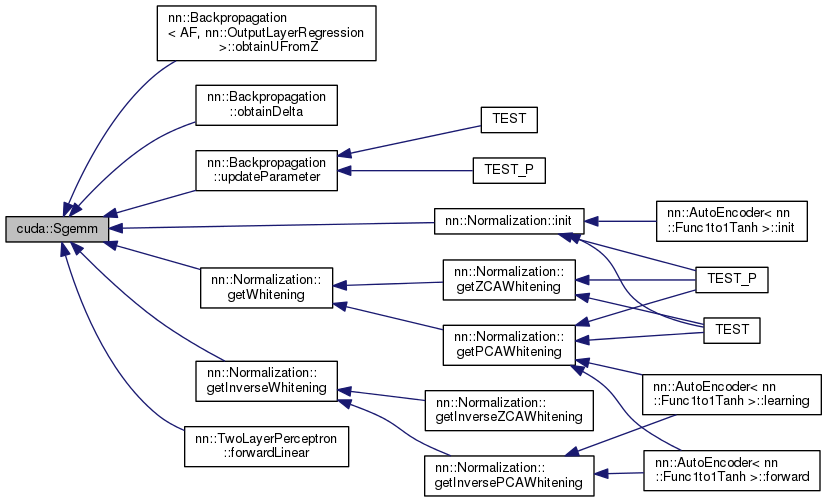 nn::Backpropagation
< AF, nn::OutputLayerRegression
>::obtainUFromZ
nn::Backpropagation
::obtainDelta
TEST
nn::Backpropagation
::updateParameter
TEST_P
cuda::Sgemm
nn::Normalization::init
nn::AutoEncoder< nn
::Func1to1Tanh >::init
nn::Normalization::
getWhitening
nn::Normalization::
getZCAWhitening
TEST_P
nn::Normalization::
getPCAWhitening
TEST
nn::Normalization::
getInverseWhitening
nn::Normalization::
getInverseZCAWhitening
nn::AutoEncoder< nn
::Func1to1Tanh >::learning
nn::TwoLayerPerceptron
::forwardLinear
nn::Normalization::
getInversePCAWhitening
nn::AutoEncoder< nn
::Func1to1Tanh >::forward